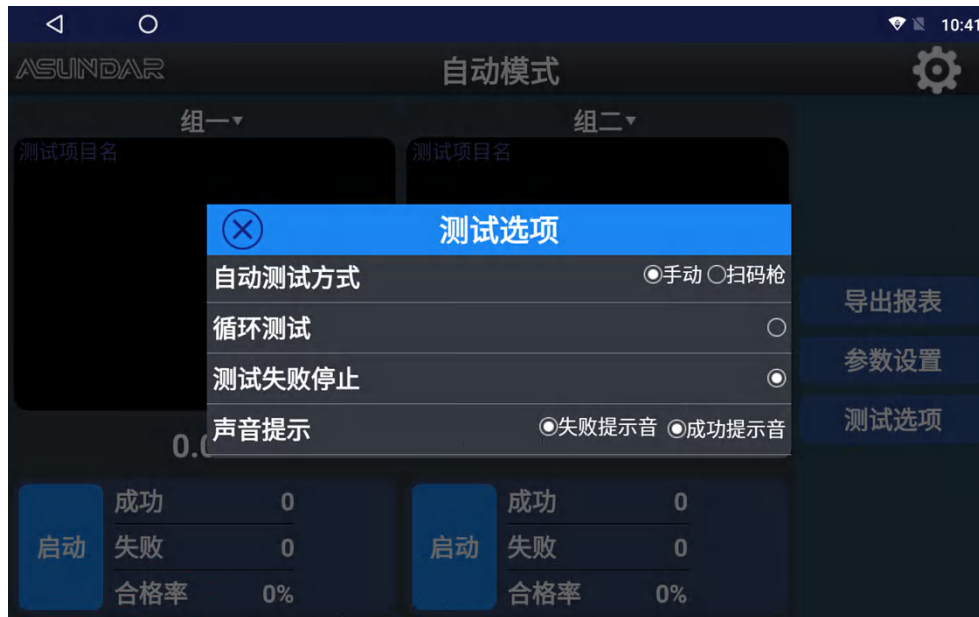 10:41
ASUNDAR
自动模式
组一▾
组二▾
测试项目名
测试项目名
测试选项
自动测试方式
手动 扫码枪
循环测试
测试失败停止
声音提示
失败提示音 成功提示音
导出报表
参数设置
测试选项
启动
成功 0
失败 0
合格率 0%
启动
成功 0
失败 0
合格率 0%